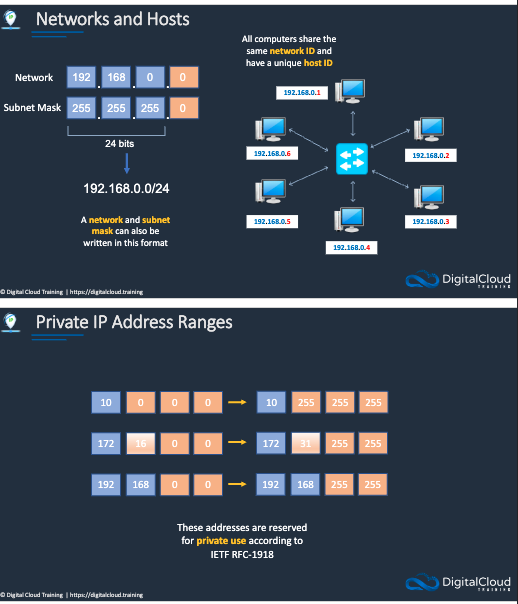 Networks and Hosts
All computers share the
same network ID and
have a unique host ID
Network 192 . 168 . 0 . 0
Subnet Mask 255 . 255 . 255 . 0
24 bits
192.168.0.0/24
A network and subnet
mask can also be
written in this format
192.168.0.1
192.168.0.6
192.168.0.2
192.168.0.5
192.168.0.3
192.168.0.4
DigitalCloud
TRAINING
© Digital Cloud Training | https://digitalcloud.training
Private IP Address Ranges
10 0 0 0 10 255 255 255
172 16 0 0 172 31 255 255
192 168 0 0 192 168 255 255
These addresses are reserved
for private use according to
IETF RFC-1918
DigitalCloud
TRAINING
© Digital Cloud Training | https://digitalcloud.training